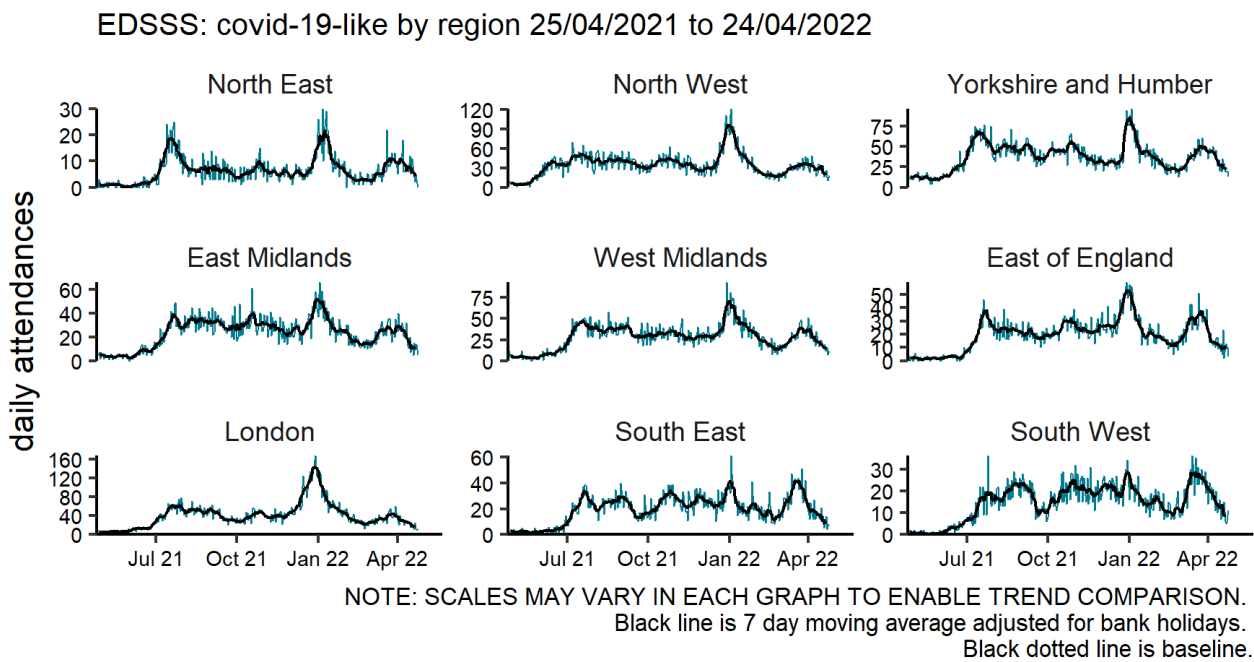 EDSSS: covid-19-like by region 25/04/2021 to 24/04/2022
daily attendances
North East
30
20
10
0
North West
120
90
60
30
0
Yorkshire and Humber
75
50
25
0
East Midlands
60
40
20
0
West Midlands
75
50
25
0
East of England
50
40
30
20
10
0
London
160
120
80
40
0
South East
60
40
20
0
South West
30
20
10
0
Jul 21 Oct 21 Jan 22 Apr 22
Jul 21 Oct 21 Jan 22 Apr 22
Jul 21 Oct 21 Jan 22 Apr 22
NOTE: SCALES MAY VARY IN EACH GRAPH TO ENABLE TREND COMPARISON.
Black line is 7 day moving average adjusted for bank holidays.
Black dotted line is baseline.